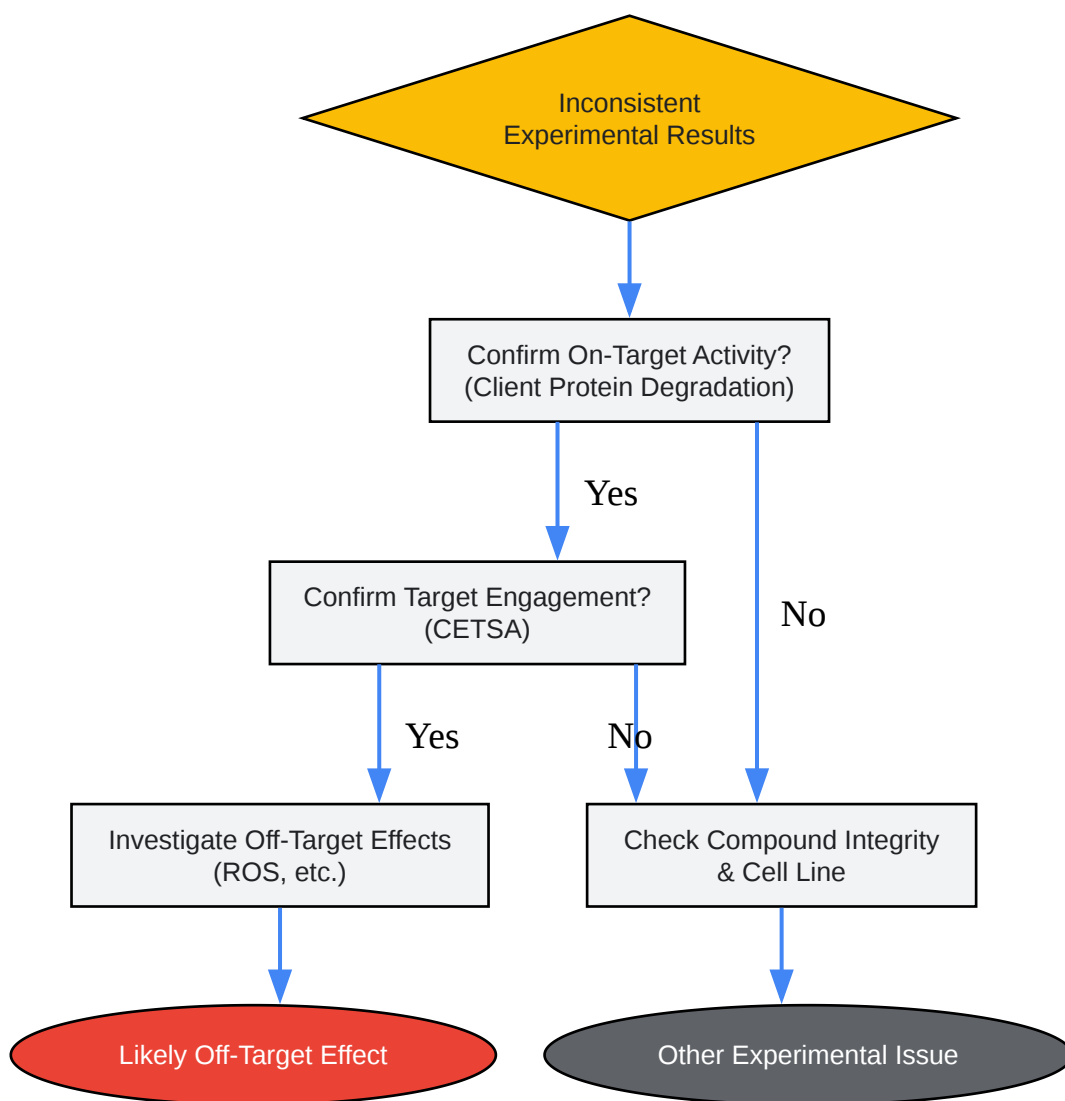 Inconsistent
Experimental Results
Confirm On-Target Activity?
(Client Protein Degradation)
Yes
Confirm Target Engagement?
(CETSA)
No
Yes
No
Investigate Off-Target Effects
(ROS, etc.)
Check Compound Integrity
& Cell Line
Likely Off-Target Effect
Other Experimental Issue